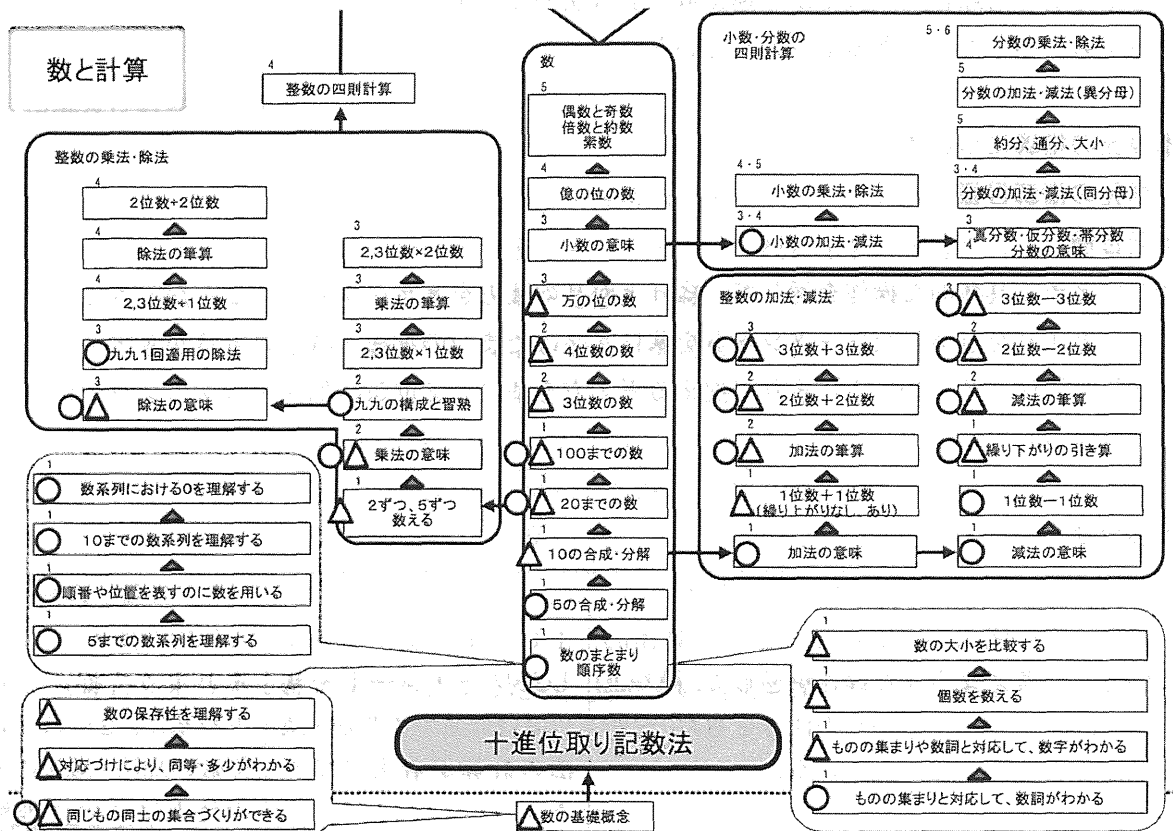 数と計算
4
整数の四則計算
整数の乗法・除法
4
2位数÷2位数
4
除法の筆算
4
2,3位数÷1位数
3
九九1回適用の除法
3
除法の意味
3
2,3位数×2位数
3
乗法の筆算
3
2,3位数×1位数
2
九九の構成と習熟
2
乗法の意味
1
2ずつ、5ずつ
数える
数
5
偶数と奇数
倍数と約数
素数
4
億の位の数
3
小数の意味
3
万の位の数
2
4位数の数
2
3位数の数
1
100までの数
1
20までの数
1
10の合成・分解
1
5の合成・分解
1
数のまとまり
順序数
小数・分数の
四則計算
4・5
小数の乗法・除法
3・4
小数の加法・減法
5・6
分数の乗法・除法
5
分数の加法・減法(異分母)
5
約分、通分、大小
3・4
分数の加法・減法(同分母)
3
4
真分数・仮分数・帯分数
分数の意味
整数の加法・減法
3
3位数+3位数
2
2位数+2位数
2
加法の筆算
1
1位数+1位数
(繰り上がりなし、あり)
1
加法の意味
3
3位数ー3位数
2
2位数ー2位数
2
減法の筆算
1
繰り下がりの引き算
1
1位数ー1位数
1
減法の意味
1
数系列における0を理解する
1
10までの数系列を理解する
1
順番や位置を表すのに数を用いる
1
5までの数系列を理解する
数の保存性を理解する
対応づけにより、同等・多少がわかる
同じもの同士の集合づくりができる
十進位取り記数法
数の基礎概念
1
数の大小を比較する
1
個数を数える
1
ものの集まりや数詞と対応して、数字がわかる
1
ものの集まりと対応して、数詞がわかる